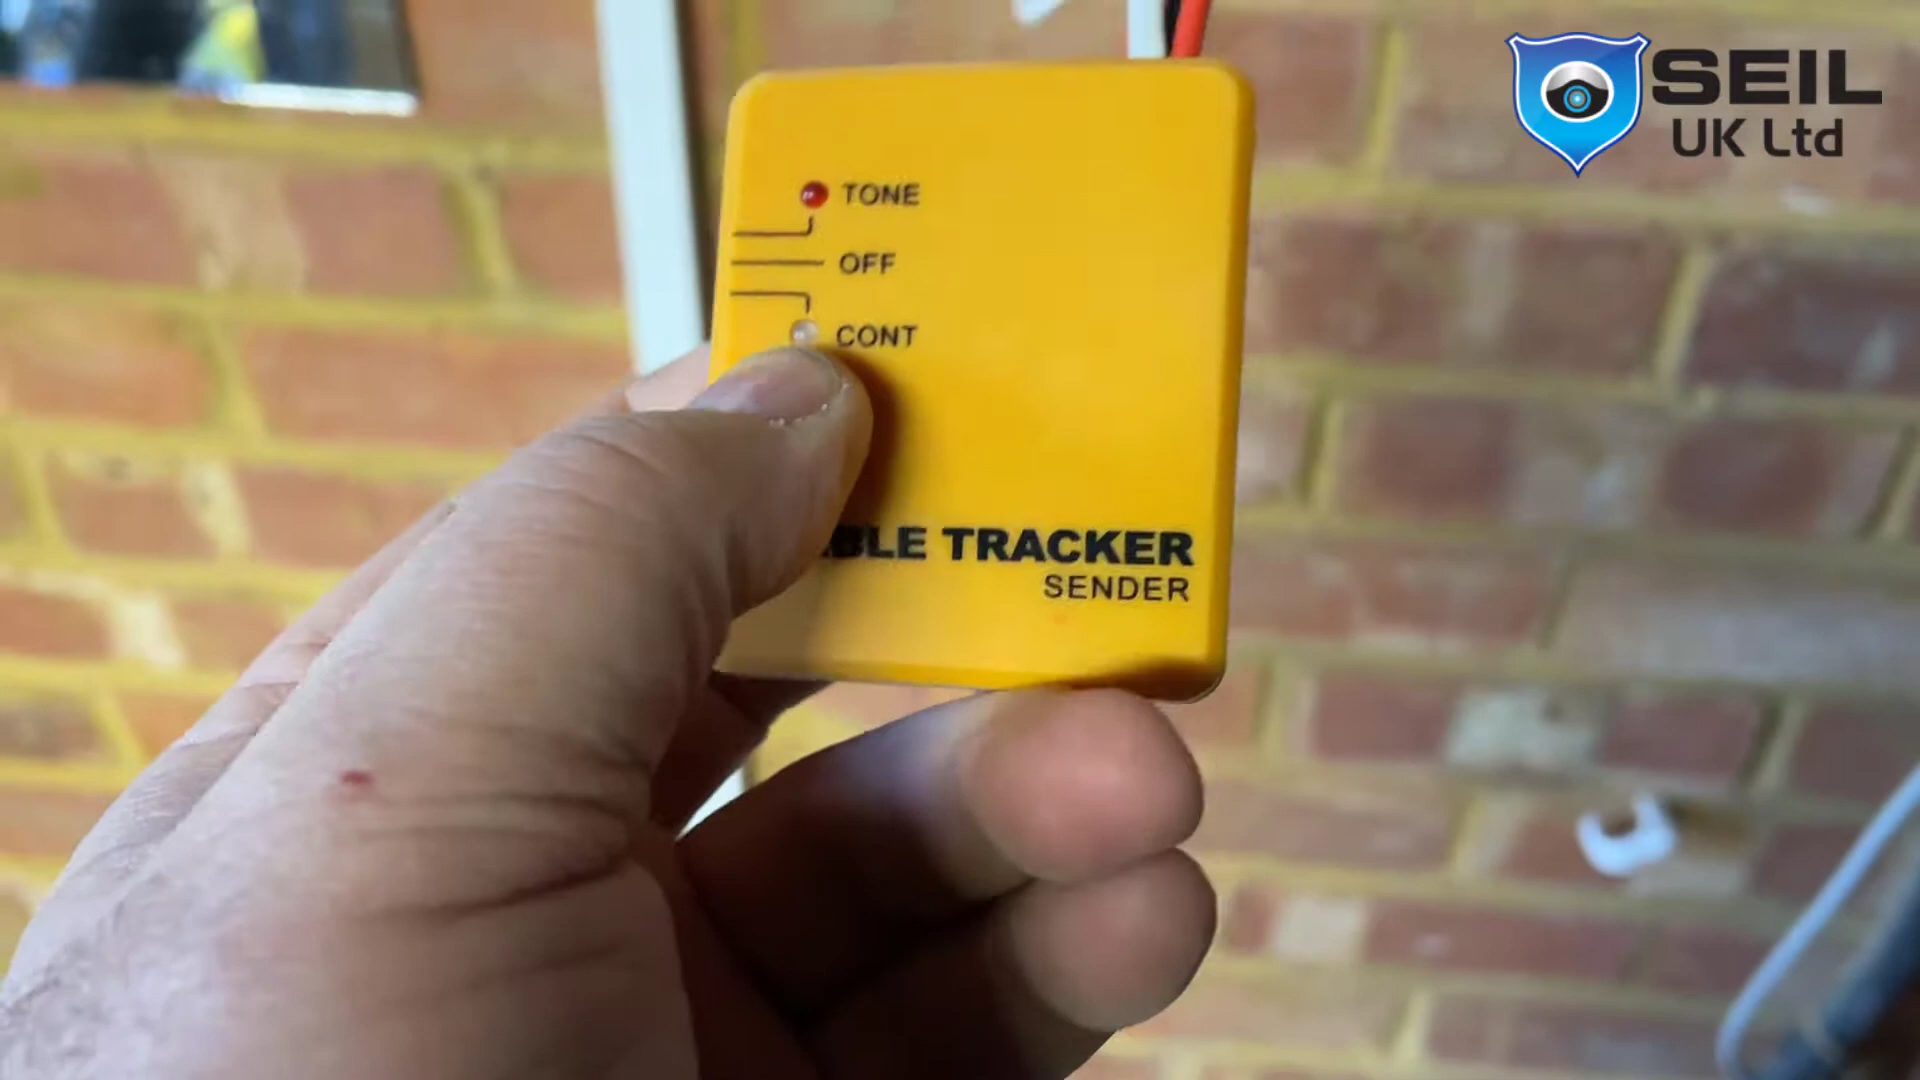 SEIL
UK Ltd
TONE
OFF
CONT
BLE TRACKER
SENDER